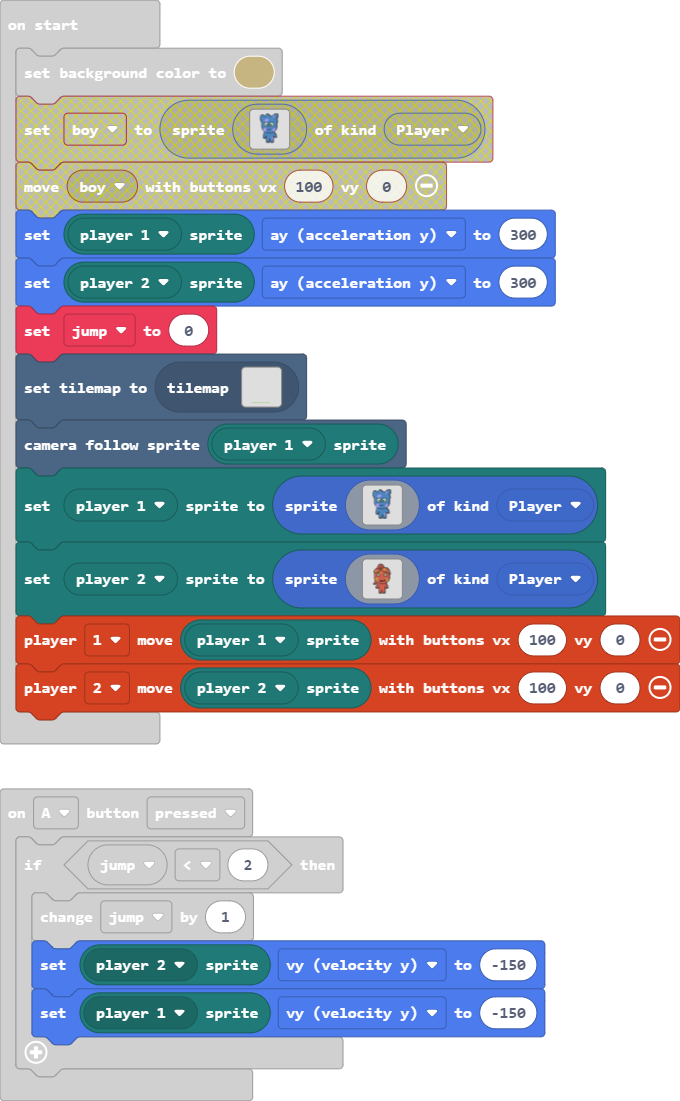 on start
set background color to
set boy to sprite of kind Player
move boy with buttons vx 100 vy 0
set player 1 sprite ay (acceleration y) to 300
set player 2 sprite ay (acceleration y) to 300
set jump to 0
set tilemap to tilemap
camera follow sprite player 1 sprite
set player 1 sprite to sprite of kind Player
set player 2 sprite to sprite of kind Player
player 1 move player 1 sprite with buttons vx 100 vy 0
player 2 move player 2 sprite with buttons vx 100 vy 0
on A button pressed
if jump < 2 then
change jump by 1
set player 2 sprite vy (velocity y) to -150
set player 1 sprite vy (velocity y) to -150